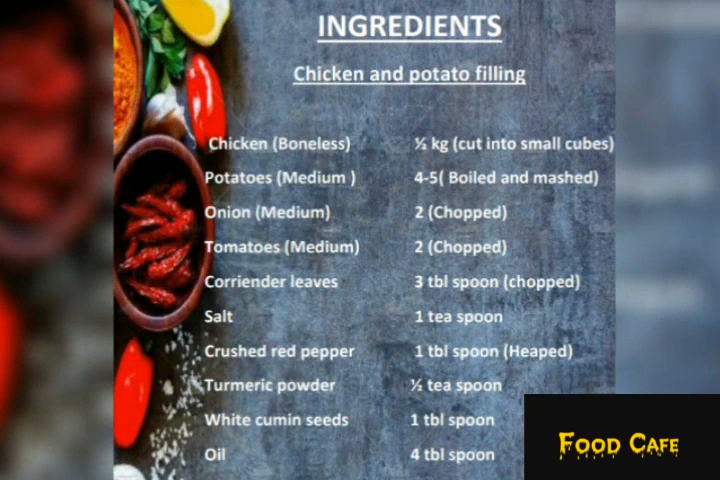 INGREDIENTS
Chicken and potato filling
Chicken (Boneless) ½ kg (cut into small cubes)
Potatoes (Medium ) 4-5( Boiled and mashed)
Onion (Medium) 2 (Chopped)
Tomatoes (Medium) 2 (Chopped)
Corriender leaves 3 tbl spoon (chopped)
Salt 1 tea spoon
Crushed red pepper 1 tbl spoon (Heaped)
Turmeric powder ½ tea spoon
White cumin seeds 1 tbl spoon
Oil 4 tbl spoon
FOOD CAFE